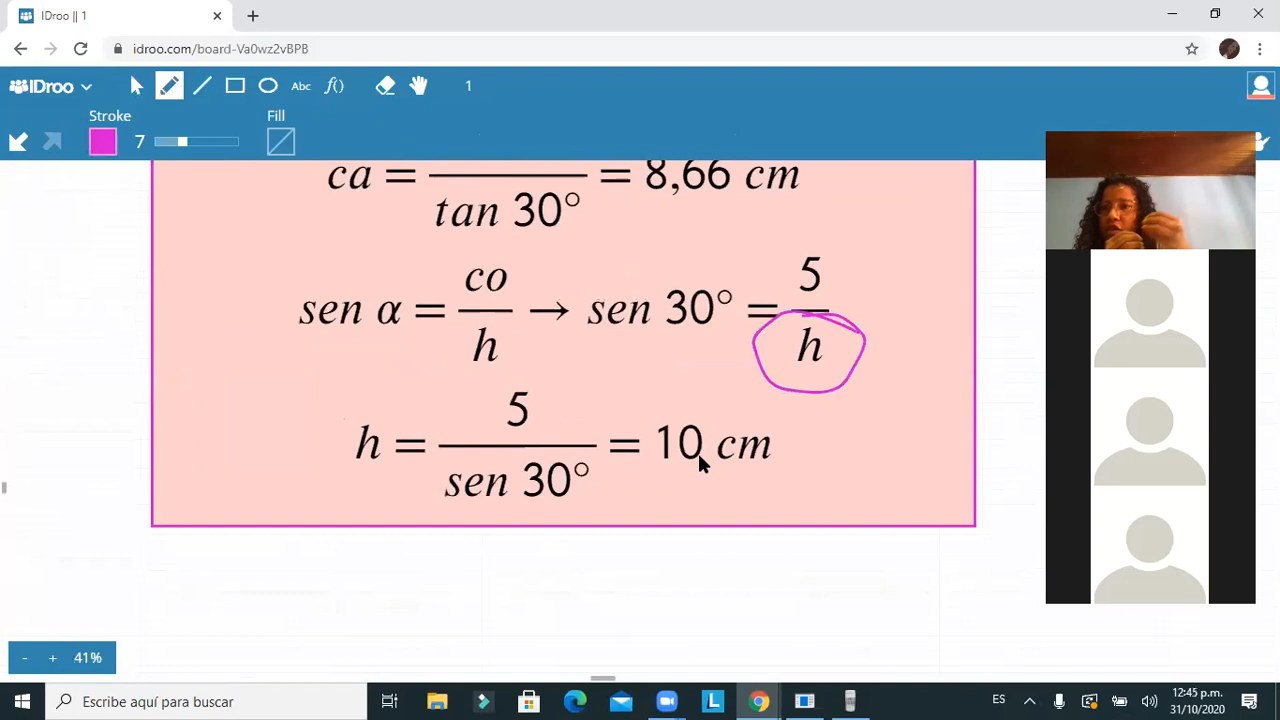 IDroo || 1
idroo.com/board-Va0wz2vBPB
IDroo
Abc
f()
1
Stroke
7
Fill
ca = ⎯ / tan 30° = 8,66 cm
sen α = co / h → sen 30° = 5 / h
h = 5 / sen 30° = 10 cm
- + 41%
Escribe aquí para buscar
L
ES
12:45 p.m.
31/10/2020